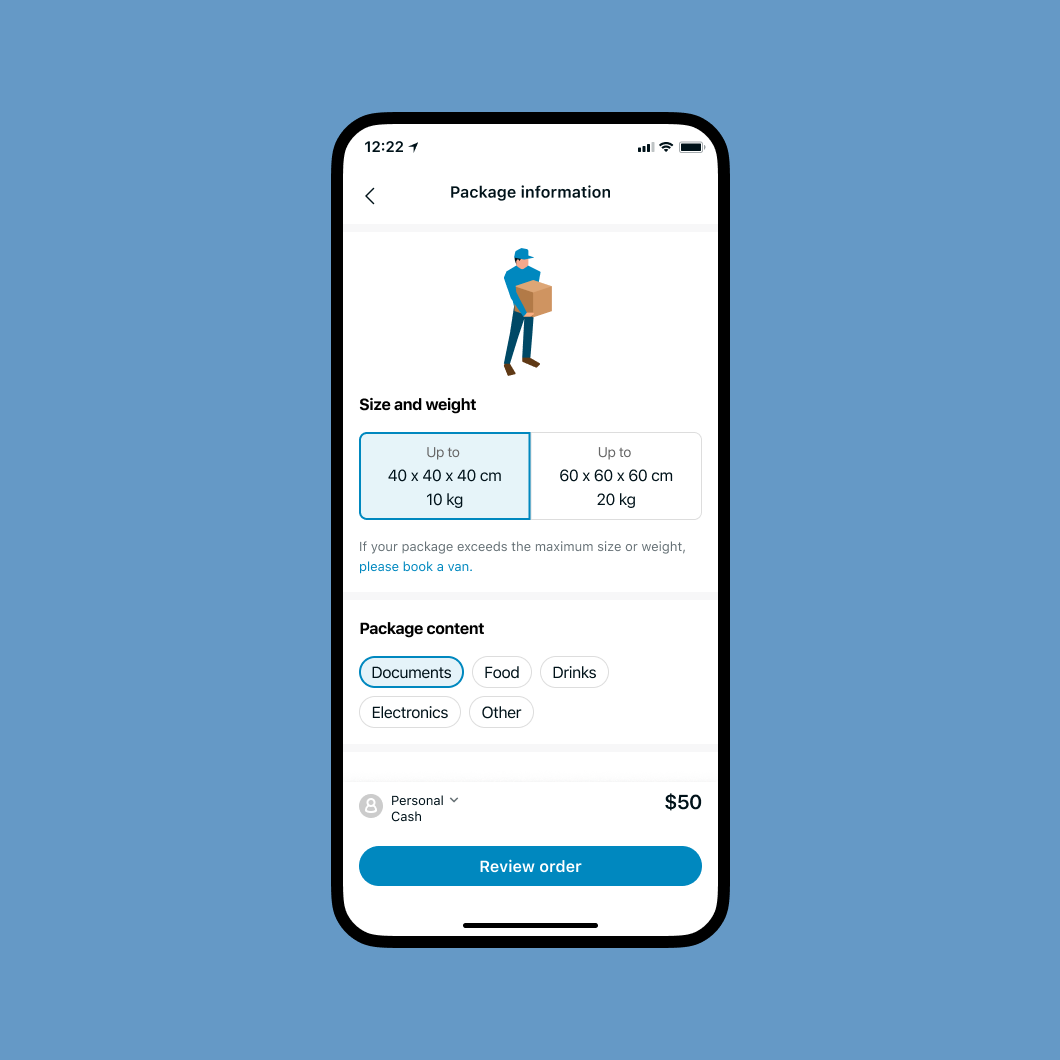 12:22
Package information
Size and weight
Up to
40 x 40 x 40 cm
10 kg
Up to
60 x 60 x 60 cm
20 kg
If your package exceeds the maximum size or weight,
please book a van.
Package content
Documents
Food
Drinks
Electronics
Other
Personal
Cash
$50
Review order